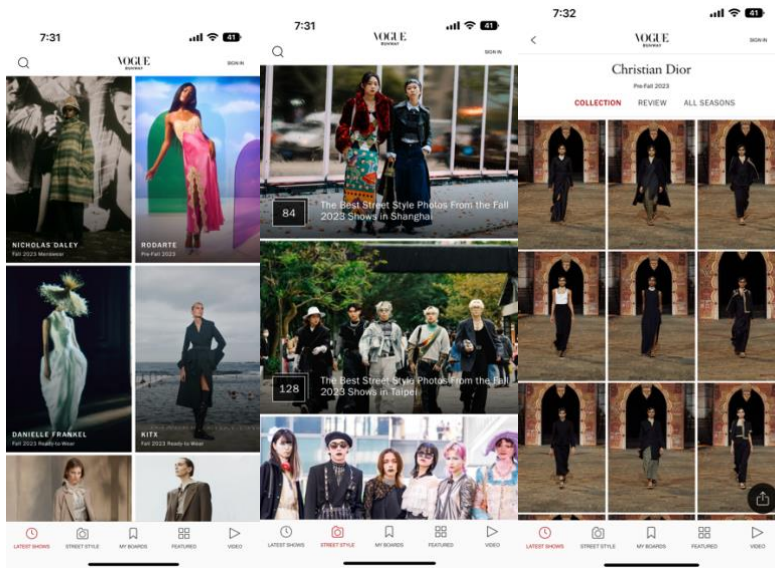 7:31
41
VOGUE
RUNWAY
SIGN IN
NICHOLAS DALEY
Fall 2023 Menswear
RODARTE
Pre-Fall 2023
DANIELLE FRANKEL
Fall 2023 Ready to Wear
KITX
Fall 2023 Ready to Wear
LATEST SHOWS
STREET STYLE
MY BOARDS
FEATURED
VIDEO
7:31
41
VOGUE
RUNWAY
SIGN IN
84
The Best Street Style Photos From the Fall
2023 Shows in Shanghai
128
The Best Street Style Photos From the Fall
2023 Shows in Taipei
LATEST SHOWS
STREET STYLE
MY BOARDS
FEATURED
VIDEO
7:32
41
VOGUE
RUNWAY
SIGN IN
Christian Dior
Pre-Fall 2023
COLLECTION
REVIEW
ALL SEASONS
LATEST SHOWS
STREET STYLE
MY BOARDS
FEATURED
VIDEO